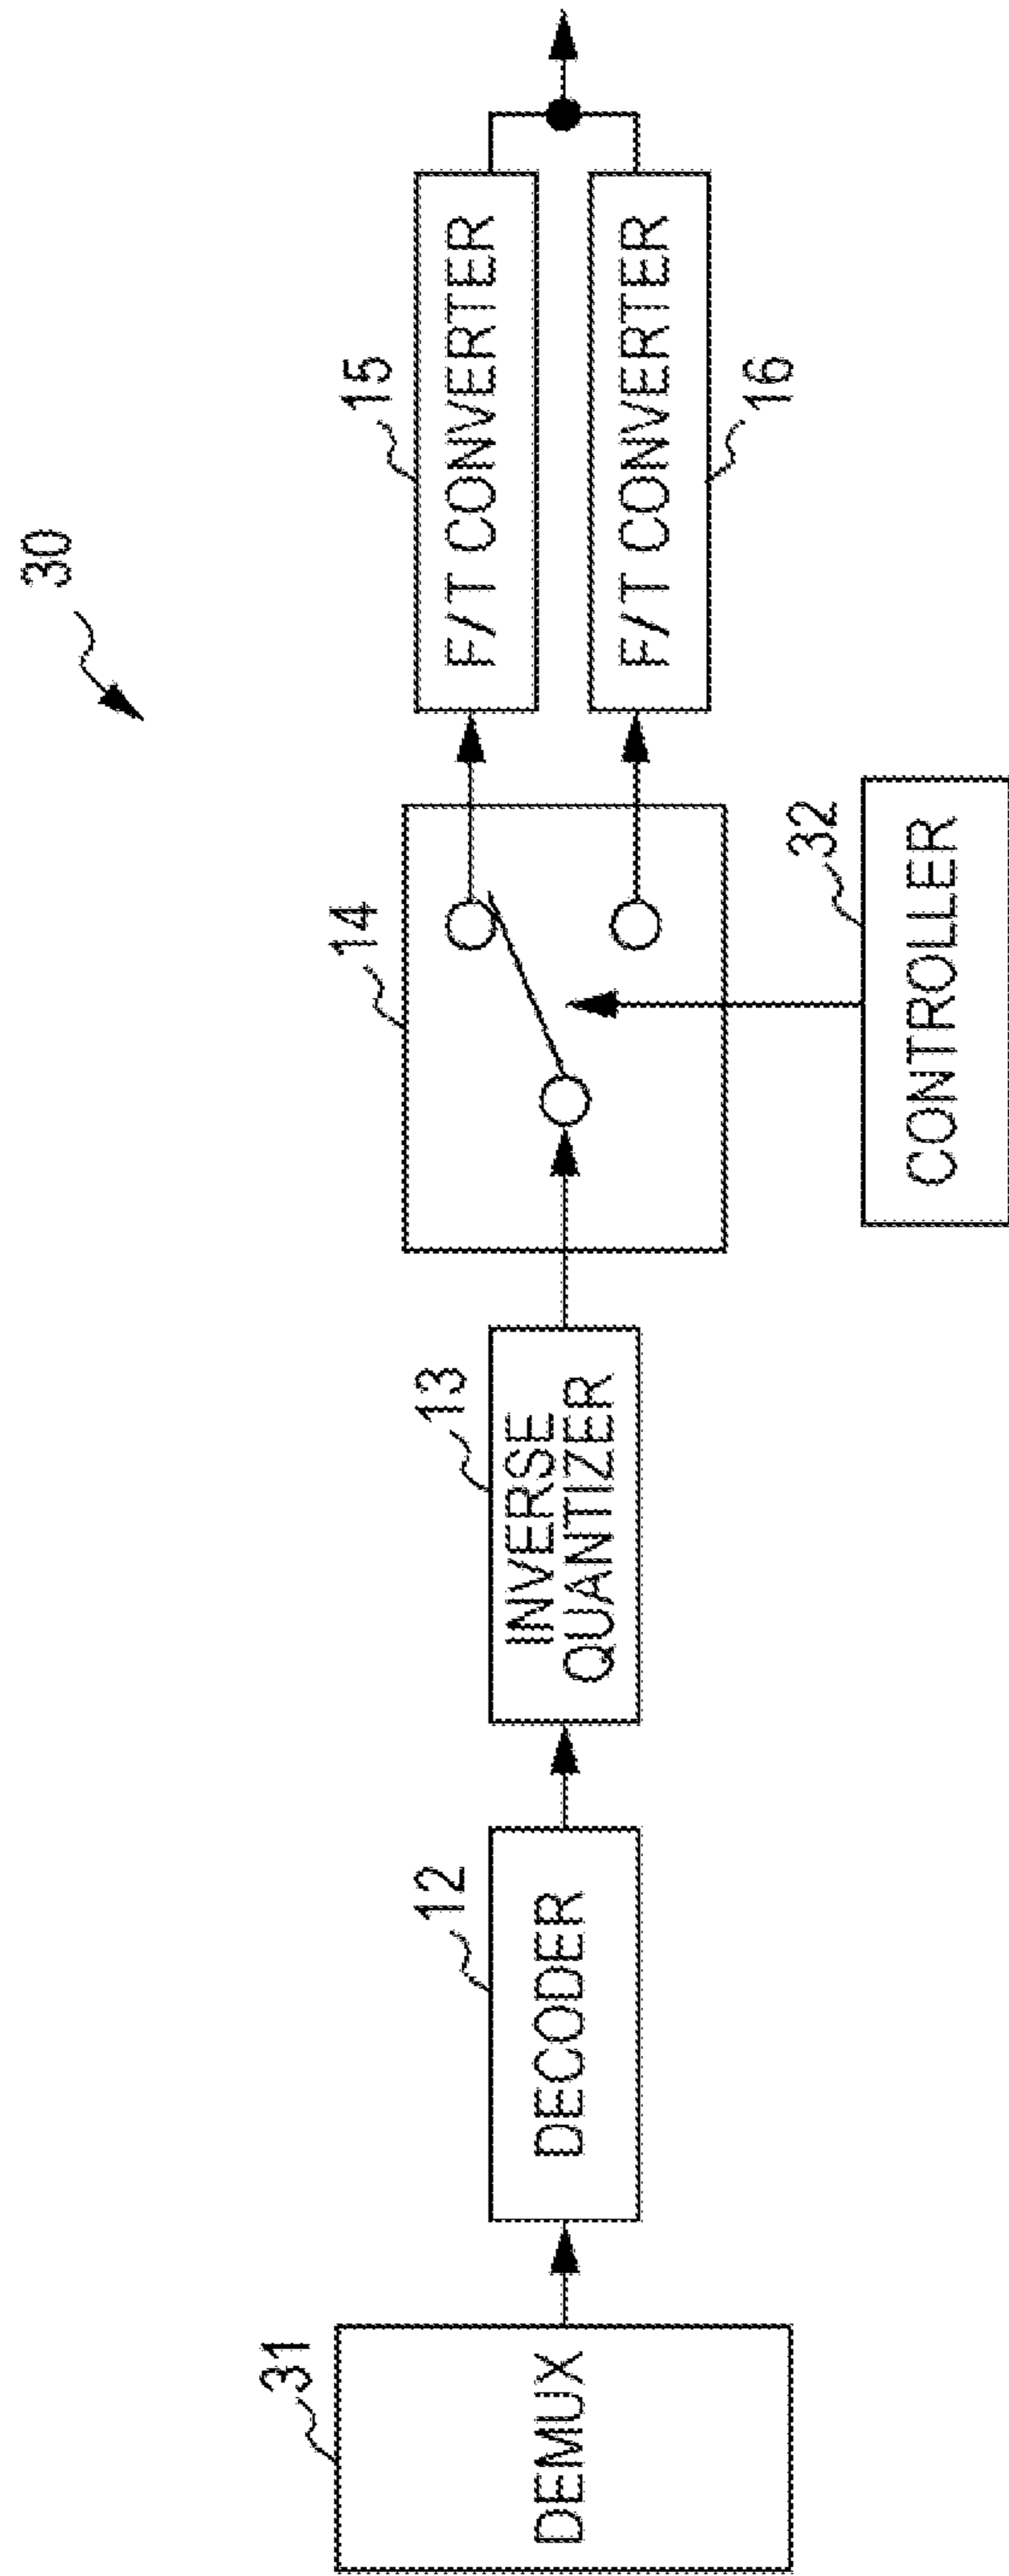 30
31
DEMUX
12
DECODER
13
INVERSE
QUANTIZER
14
15
F/T CONVERTER
F/T CONVERTER
16
32
CONTROLLER